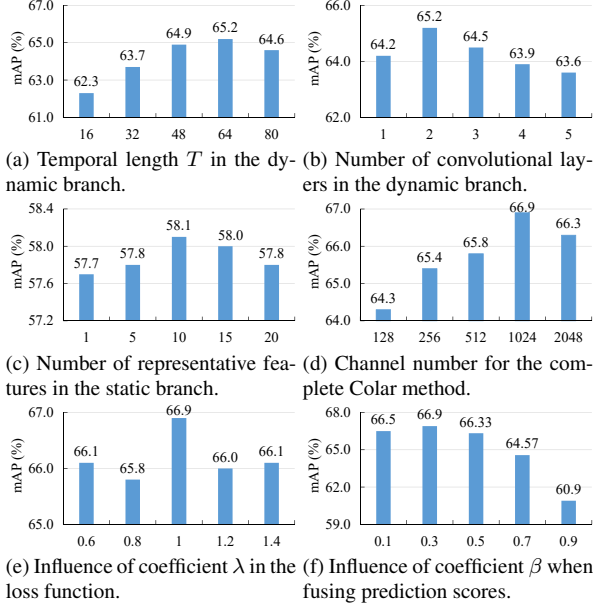 67.0
65.0
63.0
61.0
mAP (%)
62.3
63.7
64.9
65.2
64.6
16 32 48 64 80
(a) Temporal length T in the dy-
namic branch.
66.0
64.0
62.0
mAP (%)
64.2
65.2
64.5
63.9
63.6
1 2 3 4 5
(b) Number of convolutional lay-
ers in the dynamic branch.
58.4
58.0
57.6
57.2
mAP (%)
57.7
57.8
58.1
58.0
57.8
1 5 10 15 20
(c) Number of representative fea-
tures in the static branch.
67.0
66.0
65.0
64.0
mAP (%)
64.3
65.4
65.8
66.9
66.3
128 256 512 1024 2048
(d) Channel number for the com-
plete Colar method.
67.0
66.0
65.0
mAP (%)
66.1
65.8
66.9
66.0
66.1
0.6 0.8 1 1.2 1.4
(e) Influence of coefficient λ in the
loss function.
68.0
65.0
62.0
59.0
mAP (%)
66.5
66.9
66.33
64.57
60.9
0.1 0.3 0.5 0.7 0.9
(f) Influence of coefficient β when
fusing prediction scores.